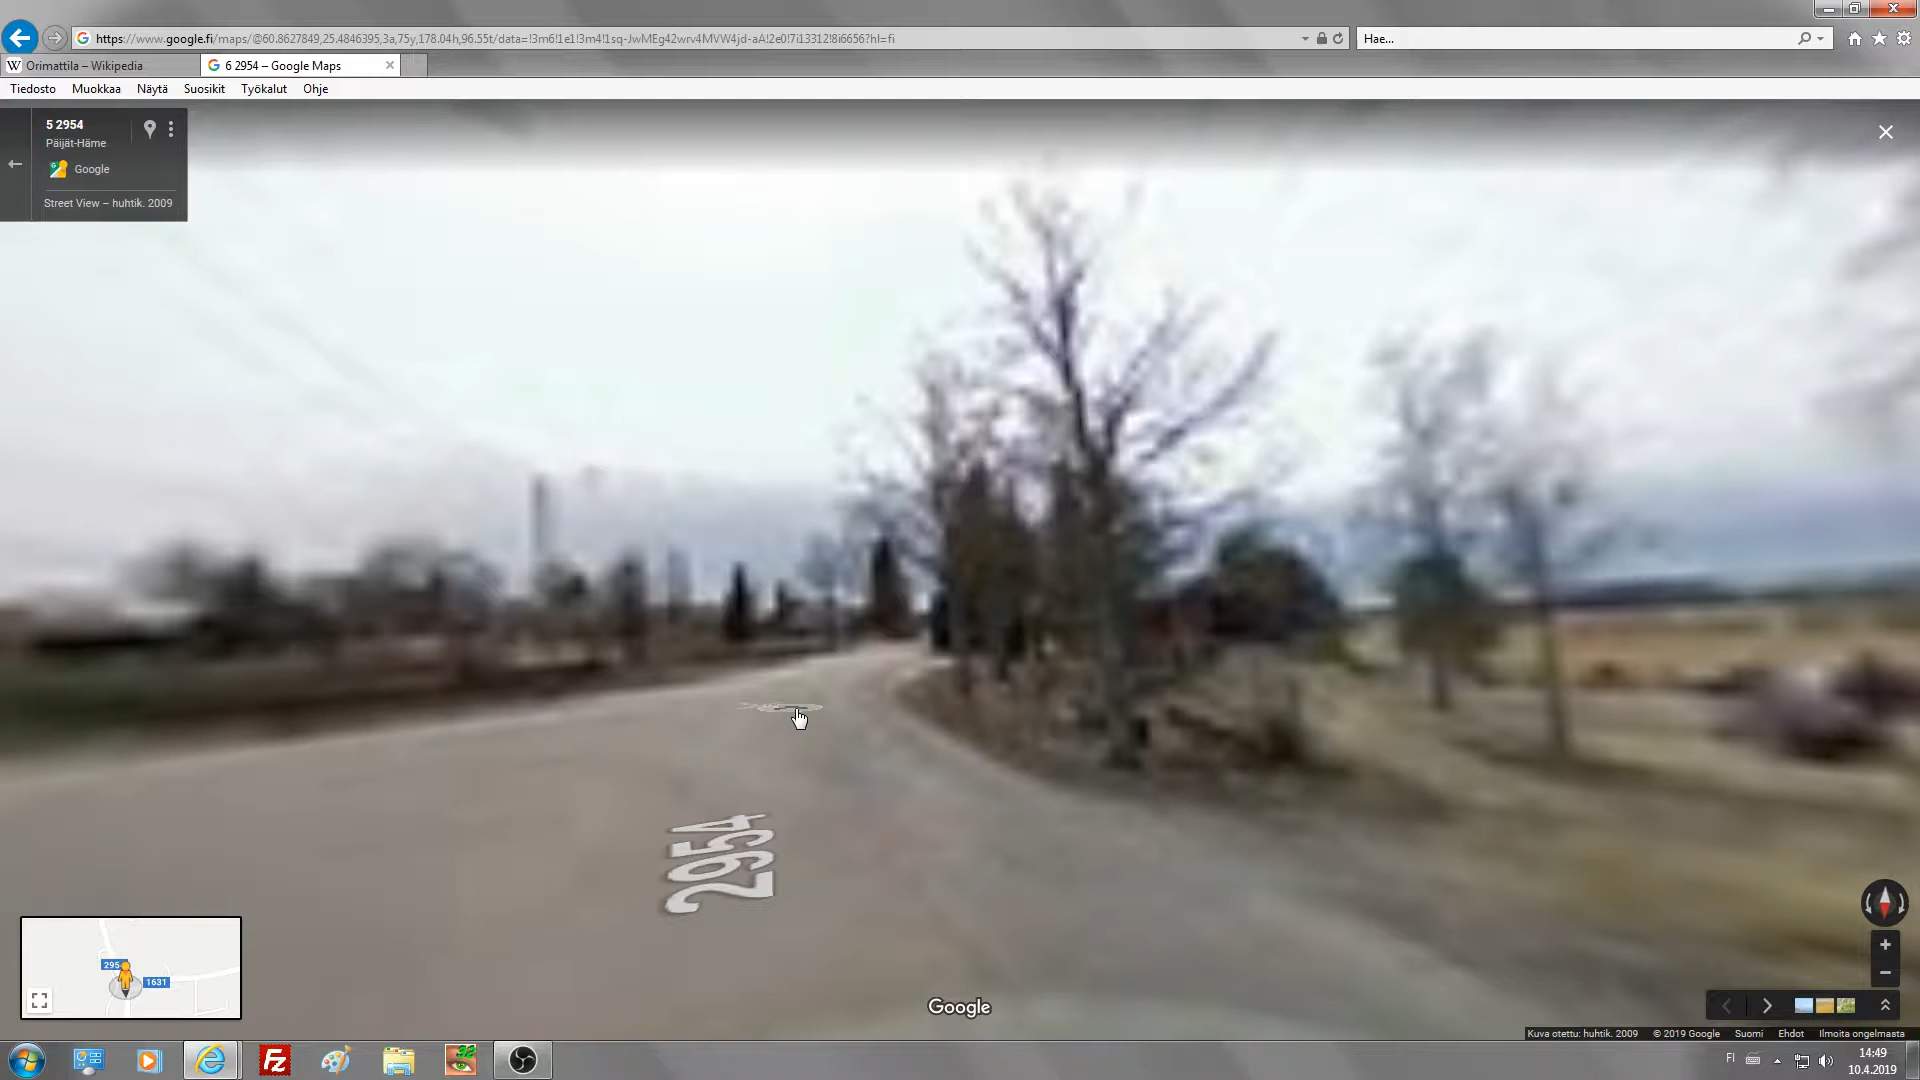 https://www.google.fi/maps/@60.8627849,25.4846395,3a,75y,178.04h,96.55t/data=!3m6!1e1!3m4!1sq-JwMEg42wrv4MVW4jd-aA!2e0!7i13312!8i6656?hl=fi
Hae...
W Orimattila – Wikipedia
6 2954 – Google Maps
Tiedosto Muokkaa Näytä Suosikit Työkalut Ohje
5 2954
Päijät-Häme
Google
Street View – huhtik. 2009
2954
295
1631
Google
Kuva otettu: huhtik. 2009 © 2019 Google Suomi Ehdot Ilmoita ongelmasta
FI
14:49
10.4.2019